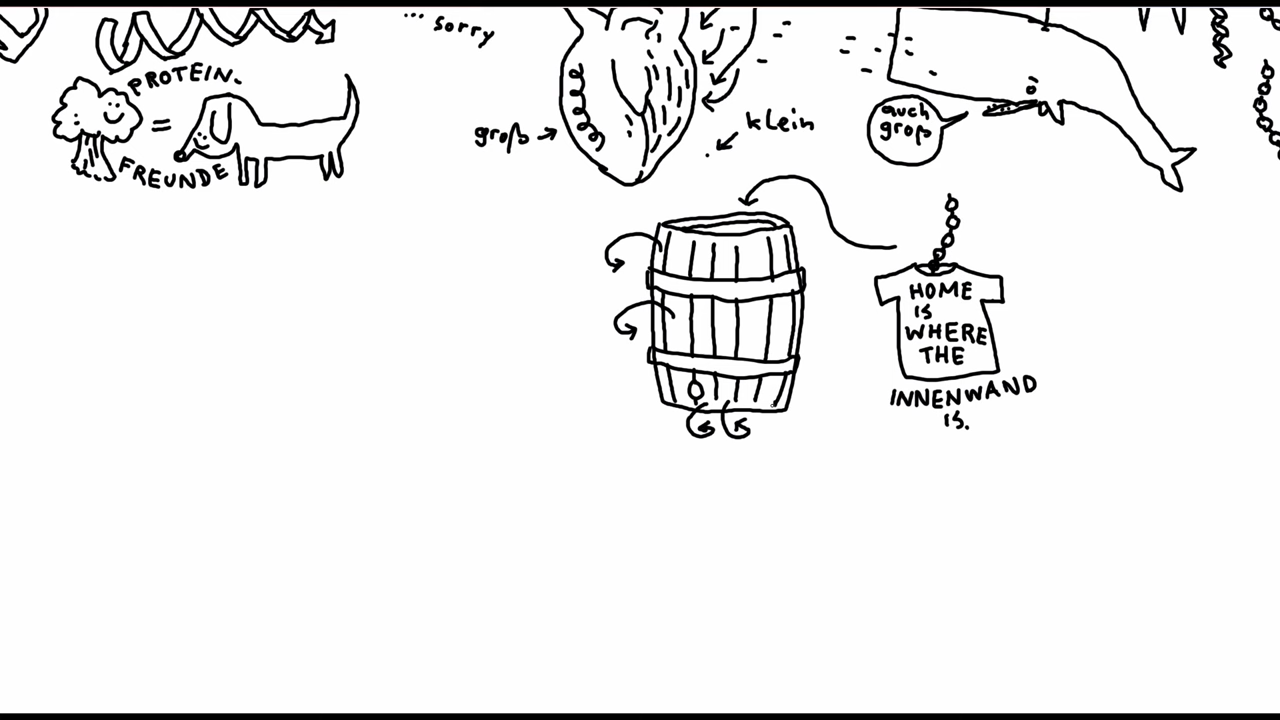 ... sorry
PROTEIN-
=
FREUNDE
groß
klein
auch
groß
HOME
IS
WHERE
THE
INNENWAND
IS.